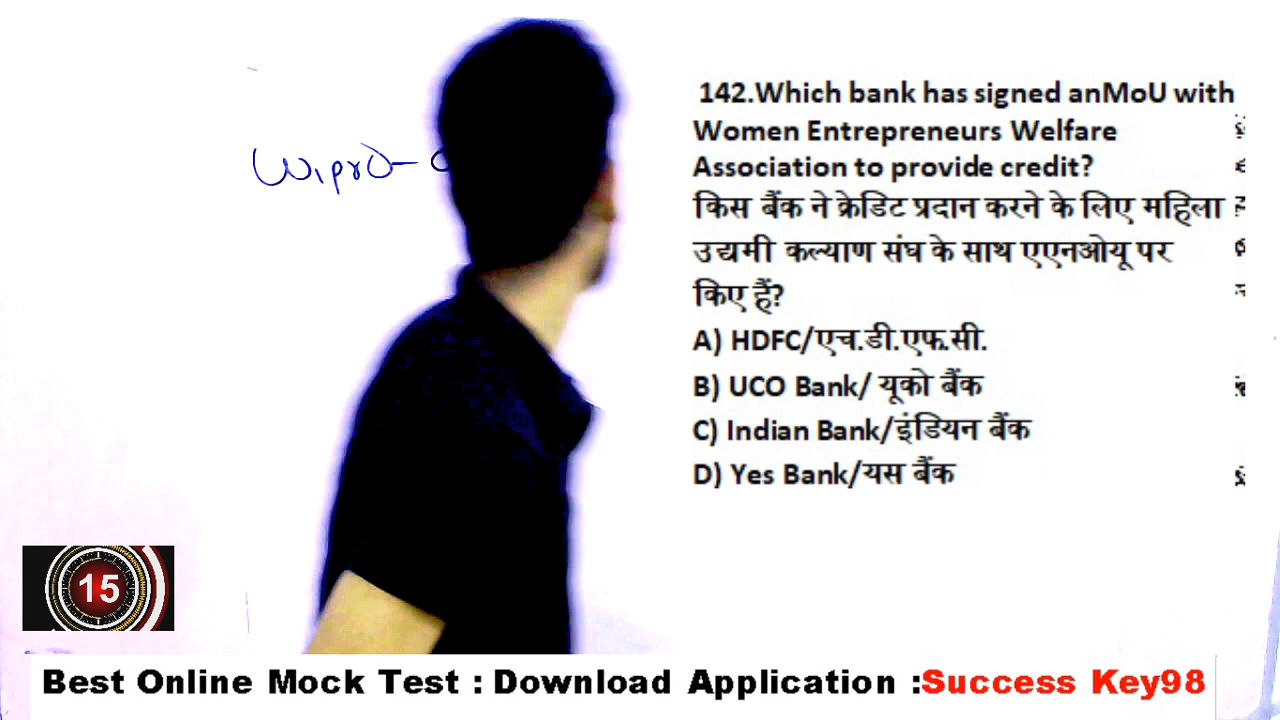 Wipro-
142.Which bank has signed anMoU with
Women Entrepreneurs Welfare
Association to provide credit?
किस बैंक ने क्रेडिट प्रदान करने के लिए महिला
उद्यमी कल्याण संघ के साथ एएनओयू पर
किए हैं?
A) HDFC/एच.डी.एफ.सी.
B) UCO Bank/ यूको बैंक
C) Indian Bank/इंडियन बैंक
D) Yes Bank/यस बैंक
15
Best Online Mock Test : Download Application :Success Key98